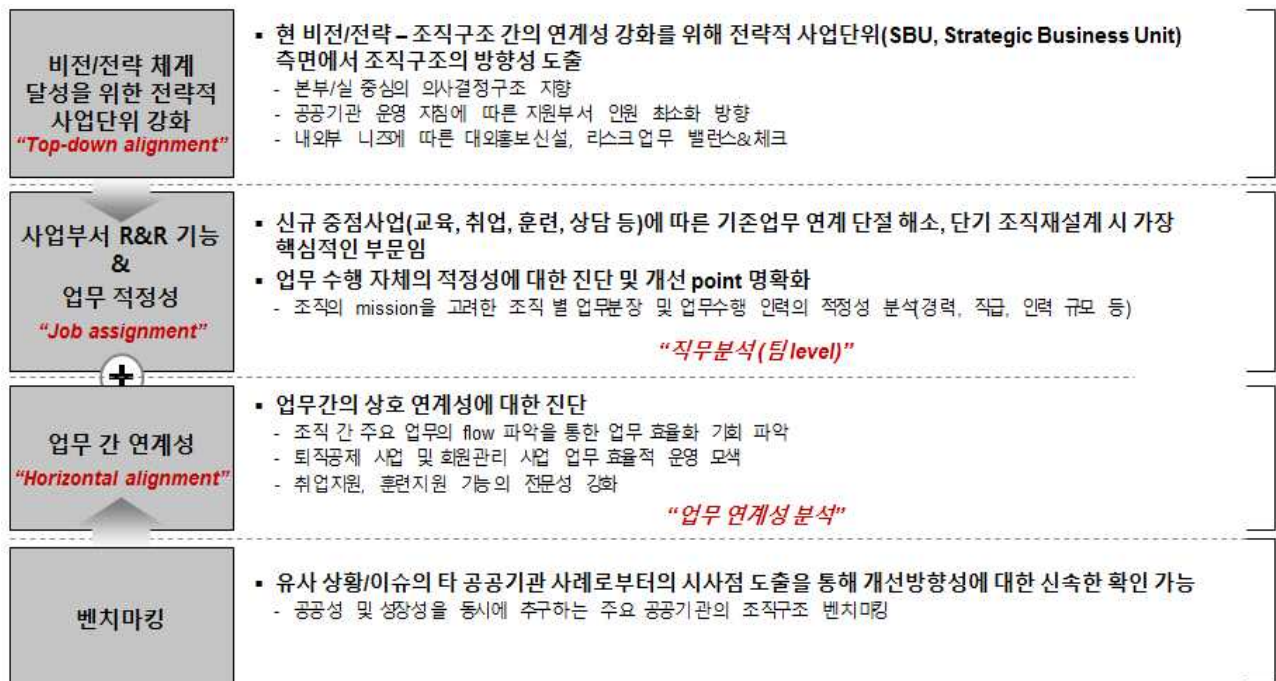 비전/전략 체계
달성을 위한 전략적
사업단위 강화
“Top-down alignment”
▪ 현 비전/전략 – 조직구조 간의 연계성 강화를 위해 전략적 사업단위(SBU, Strategic Business Unit)
측면에서 조직구조의 방향성 도출
- 본부/실 중심의 의사결정구조 지향
- 공공기관 운영 지침에 따른 지원부서 인원 최소화 방향
- 내외부 니즈에 따른 대외홍보신설, 리스크 업무 밸런스&체크
사업부서 R&R 기능
&
업무 적정성
“Job assignment”
▪ 신규 중점사업(교육, 취업, 훈련, 상담 등)에 따른 기존업무 연계 단절 해소, 단기 조직재설계 시 가장
핵심적인 부문임
▪ 업무 수행 자체의 적정성에 대한 진단 및 개선 point 명확화
- 조직의 mission을 고려한 조직 별 업무분장 및 업무수행 인력의 적정성 분석(경력, 직급, 인력 규모 등)
“직무분석 (팀 level)”
+
업무 간 연계성
“Horizontal alignment”
▪ 업무간의 상호 연계성에 대한 진단
- 조직 간 주요 업무의 flow 파악을 통한 업무 효율화 기회 파악
- 퇴직공제 사업 및 회원관리 사업 업무 효율적 운영 모색
- 취업지원, 훈련지원 기능의 전문성 강화
“업무 연계성 분석”
벤치마킹
▪ 유사 상황/이슈의 타 공공기관 사례로부터의 시사점 도출을 통해 개선방향성에 대한 신속한 확인 가능
- 공공성 및 성장성을 동시에 추구하는 주요 공공기관의 조직구조 벤치마킹